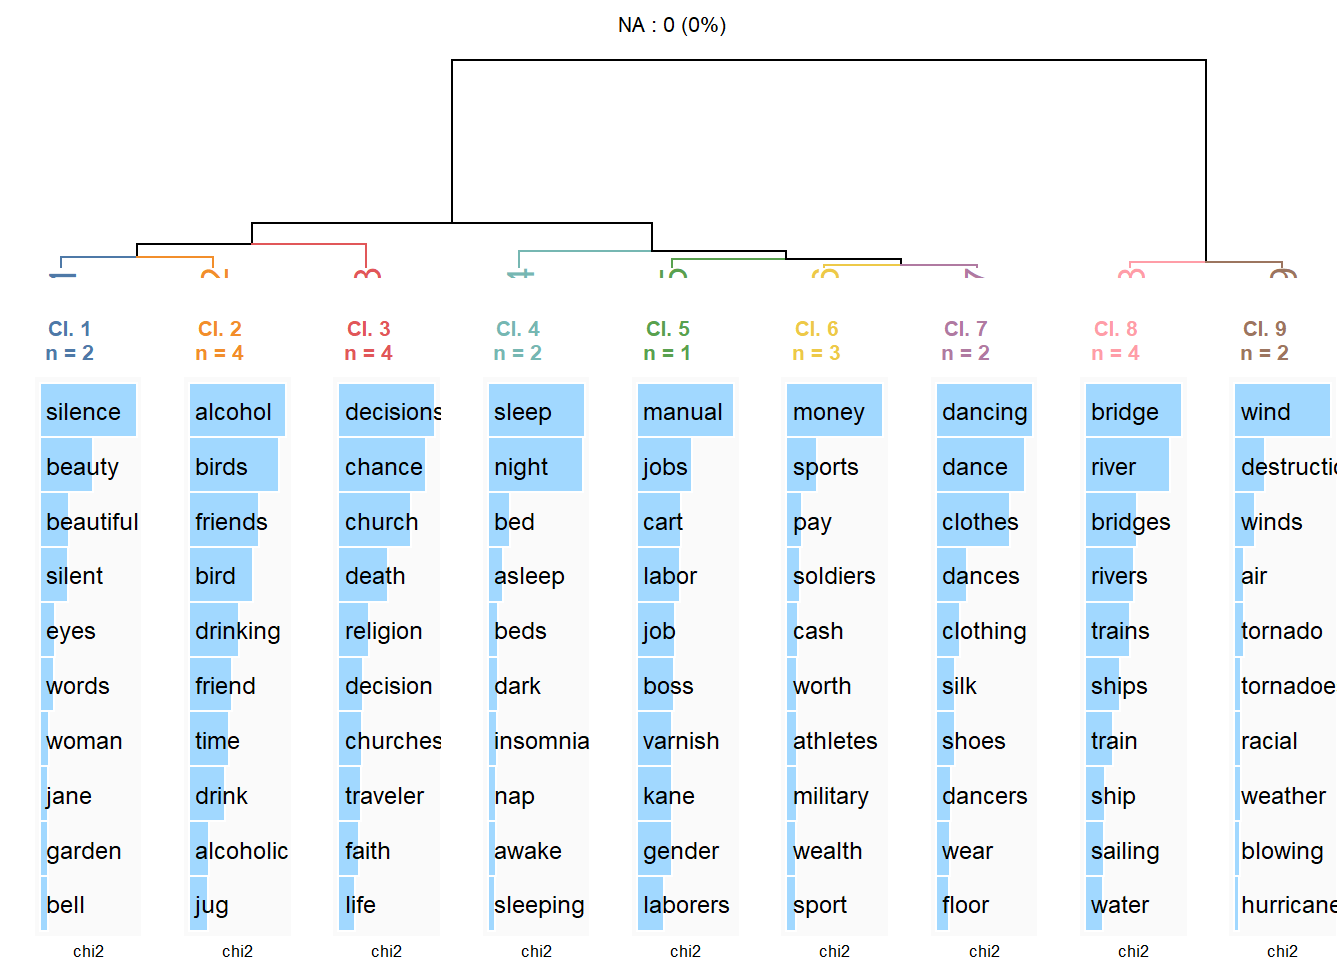 NA : 0 (0%)
Cl. 1 Cl. 2 Cl. 3 Cl. 4 Cl. 5 Cl. 6 Cl. 7 Cl. 8 Cl. 9
n = 2 n = 4 n = 4 n = 2 n = 1 n = 3 n = 2 n = 4 n = 2
silence alcohol decisions sleep manual money dancing bridge wind
beauty birds chance night jobs sports dance river destructio
beautiful friends church bed cart pay clothes bridges winds
silent bird death asleep labor soldiers dances rivers air
eyes drinking religion beds job cash clothing trains tornado
words friend decision dark boss worth silk ships tornadoe
woman time churches insomnia varnish athletes shoes train racial
jane drink traveler nap kane military dancers ship weather
garden alcoholic faith awake gender wealth wear sailing blowing
bell jug life sleeping laborers sport floor water hurricane
chi2 chi2 chi2 chi2 chi2 chi2 chi2 chi2 chi2